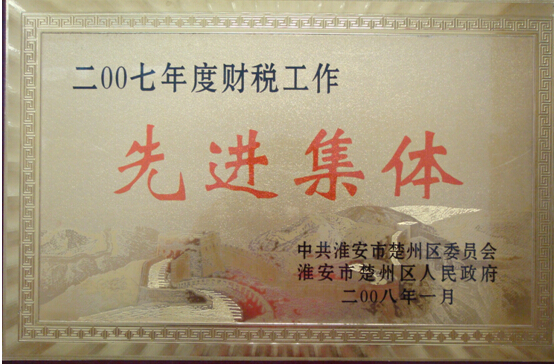 二00七年度财税工作
先进集体
中共淮安市楚州区委员会
淮安市楚州区人民政府
二00八年一月